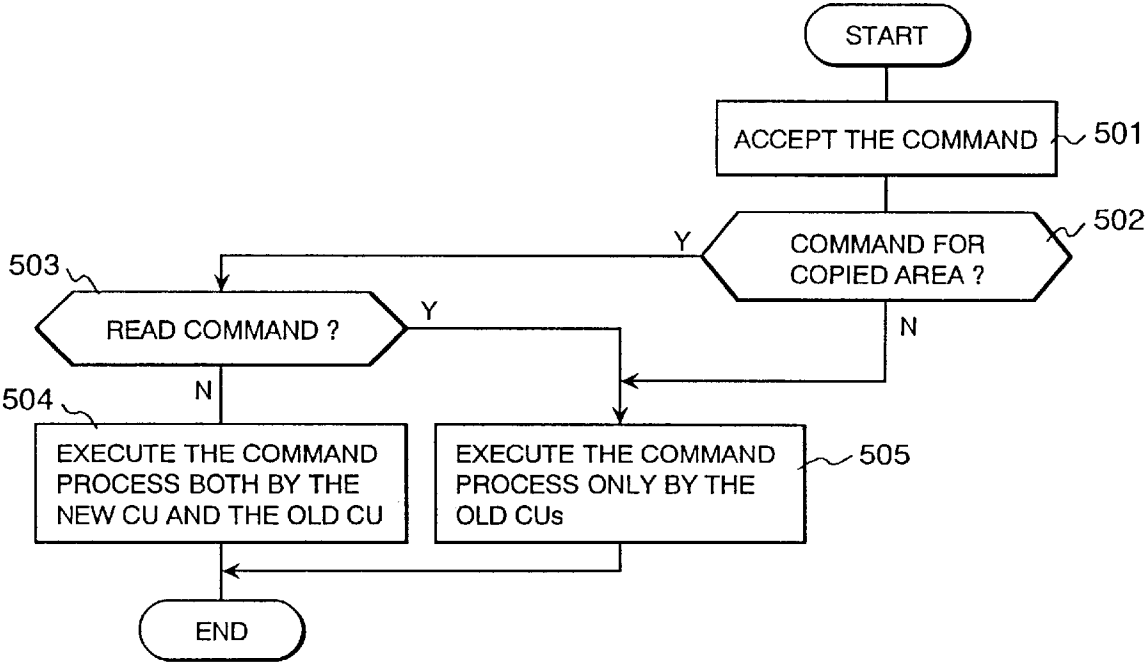 START
ACCEPT THE COMMAND
501
COMMAND FOR
COPIED AREA ?
502
Y
N
503
READ COMMAND ?
Y
N
504
EXECUTE THE COMMAND
PROCESS BOTH BY THE
NEW CU AND THE OLD CU
EXECUTE THE COMMAND
PROCESS ONLY BY THE
OLD CUs
505
END